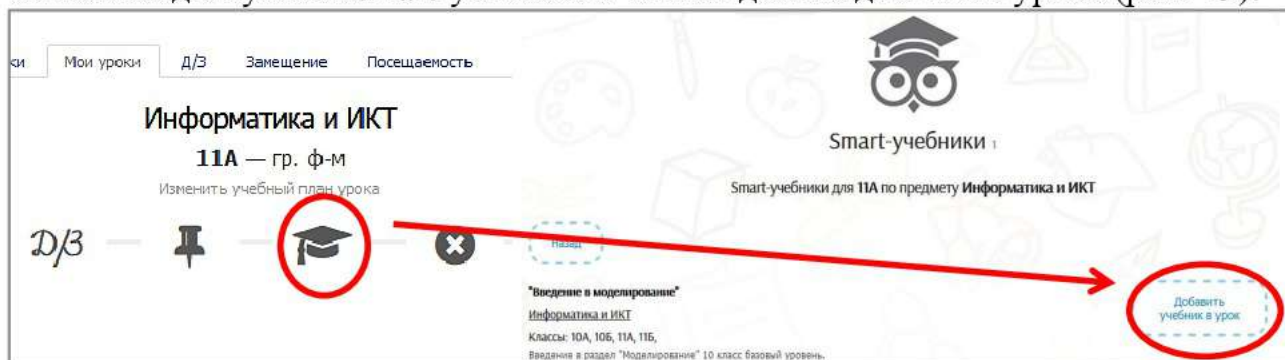 ки Мои уроки Д/З Замещение Посещаемость
Информатика и ИКТ
11А — гр. ф-м
Изменить учебный план урока
Д/З
Smart-учебники 1
Smart-учебники для 11А по предмету Информатика и ИКТ
Назад
"Введение в моделирование"
Информатика и ИКТ
Классы: 10А, 10Б, 11А, 11Б,
Введение в раздел "Моделирование" 10 класс базовый уровень.
Добавить
учебник в урок